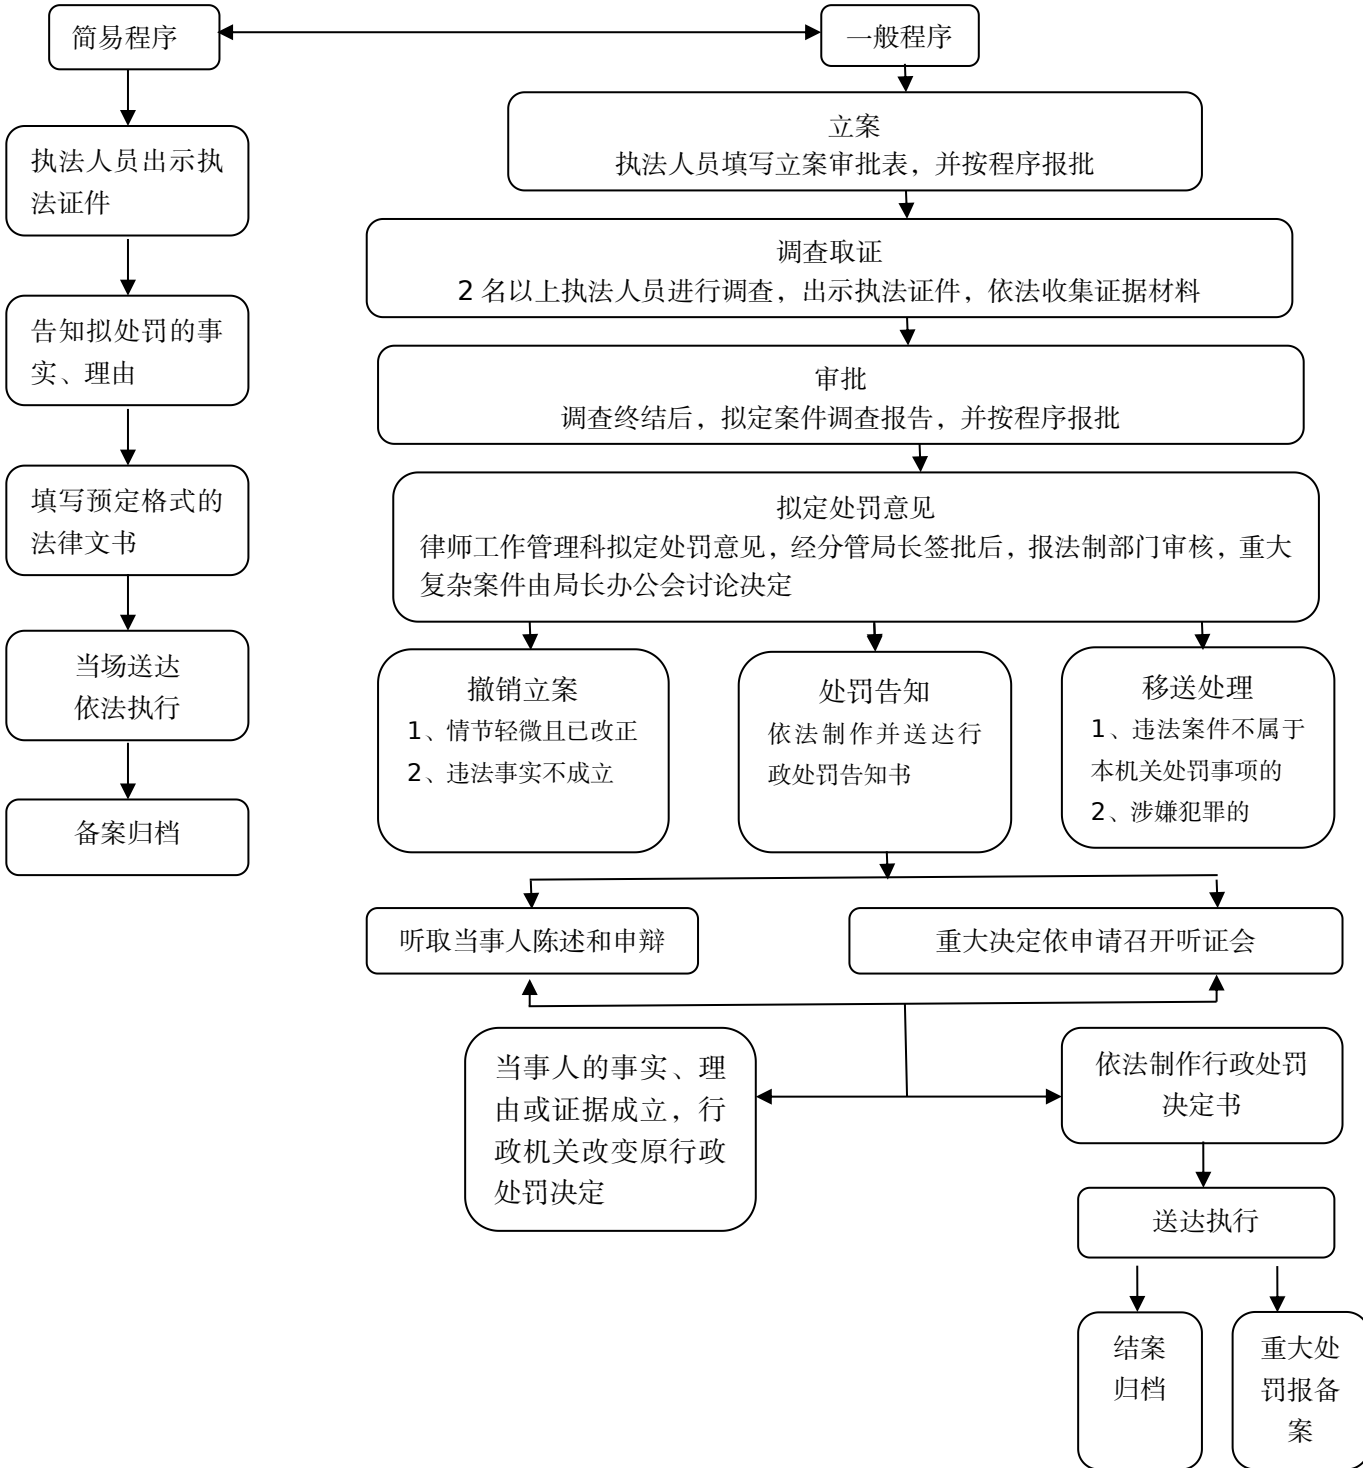 简易程序
一般程序
执法人员出示执
法证件
告知拟处罚的事
实、理由
填写预定格式的
法律文书
当场送达
依法执行
备案归档
立案
执法人员填写立案审批表，并按程序报批
调查取证
2 名以上执法人员进行调查，出示执法证件，依法收集证据材料
审批
调查终结后，拟定案件调查报告，并按程序报批
拟定处罚意见
律师工作管理科拟定处罚意见，经分管局长签批后，报法制部门审核，重大
复杂案件由局长办公会讨论决定
撤销立案
1、情节轻微且已改正
2、违法事实不成立
处罚告知
依法制作并送达行
政处罚告知书
移送处理
1、违法案件不属于
本机关处罚事项的
2、涉嫌犯罪的
听取当事人陈述和申辩
重大决定依申请召开听证会
当事人的事实、理
由或证据成立，行
政机关改变原行政
处罚决定
依法制作行政处罚
决定书
送达执行
结案
归档
重大处
罚报备
案